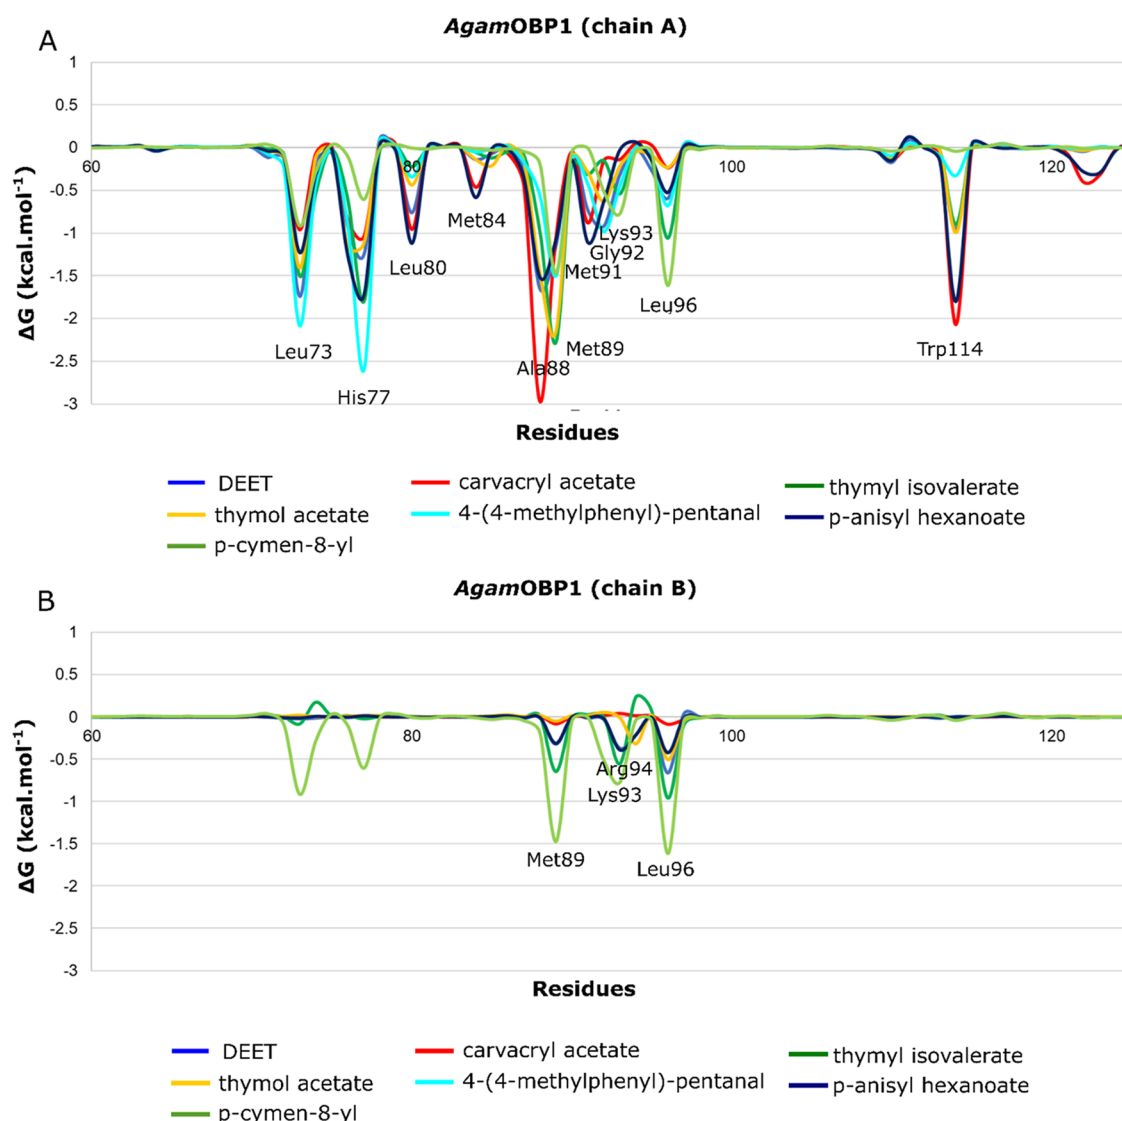 A
AgamOBP1 (chain A)
1
0.5
0
60
80
100
120
-0.5
Met84
Lys93
-1
Gly92
Leu80
Met91
-1.5
Leu96
-2
Leu73
Met89
Trp114
-2.5
Ala88
His77
-3
ΔG (kcal.mol-1)
Residues
DEET
carvacryl acetate
thymyl isovalerate
thymol acetate
4-(4-methylphenyl)-pentanal
p-anisyl hexanoate
p-cymen-8-yl
B
AgamOBP1 (chain B)
1
0.5
0
60
80
100
120
-0.5
Arg94
Lys93
-1
-1.5
Met89
Leu96
-2
-2.5
-3
ΔG (kcal.mol-1)
Residues
DEET
carvacryl acetate
thymyl isovalerate
thymol acetate
4-(4-methylphenyl)-pentanal
p-anisyl hexanoate
p-cymen-8-yl